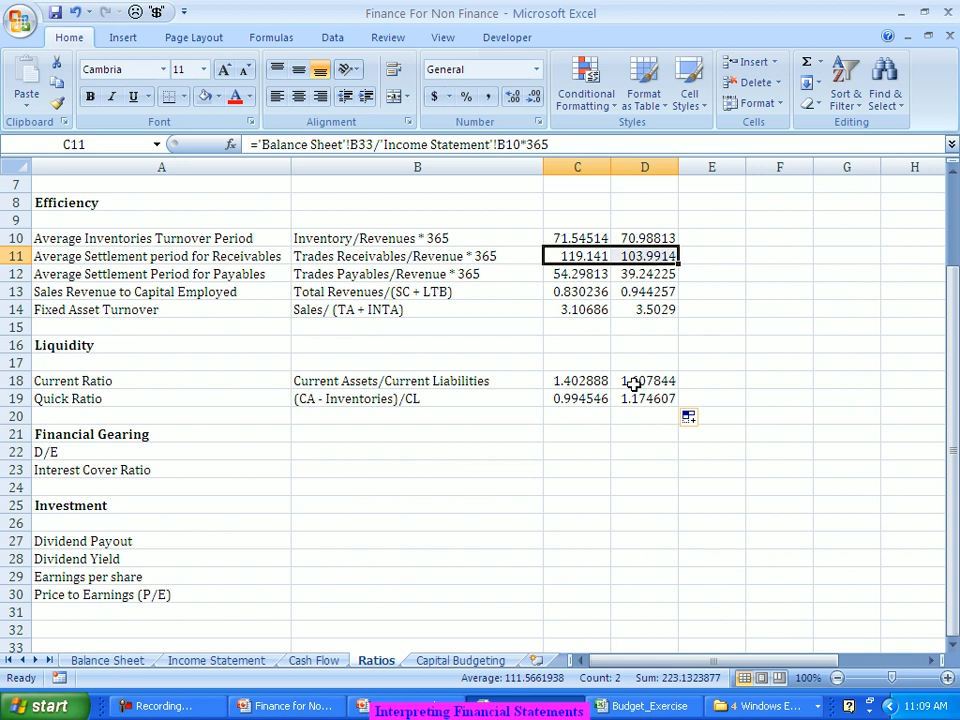 Finance For Non Finance - Microsoft Excel
Home Insert Page Layout Formulas Data Review View Developer
Paste
Cambria 11
B I U
General
$ % ,
Conditional Formatting
Format as Table
Cell Styles
Insert
Delete
Format
Sort & Filter
Find & Select
Clipboard Font Alignment Number Styles Cells Editing
C11 fx ='Balance Sheet'!B33/'Income Statement'!B10*365
A B C D E F G H
7
8 Efficiency
9
10 Average Inventories Turnover Period Inventory/Revenues * 365 71.54514 70.98813
11 Average Settlement period for Receivables Trades Receivables/Revenue * 365 119.141 103.9914
12 Average Settlement Period for Payables Trades Payables/Revenue * 365 54.29813 39.24225
13 Sales Revenue to Capital Employed Total Revenues/(SC + LTB) 0.830236 0.944257
14 Fixed Asset Turnover Sales/ (TA + INTA) 3.10686 3.5029
15
16 Liquidity
17
18 Current Ratio Current Assets/Current Liabilities 1.402888
19 Quick Ratio (CA - Inventories)/CL 0.994546 1.174607
20
21 Financial Gearing
22 D/E
23 Interest Cover Ratio
24
25 Investment
26
27 Dividend Payout
28 Dividend Yield
29 Earnings per share
30 Price to Earnings (P/E)
31
32
33
Balance Sheet Income Statement Cash Flow Ratios Capital Budgeting
Ready Average: 111.5661938 Count: 2 Sum: 223.1323877 100%
start Recording... Finance for No... Budget_Exercise 4 Windows E... 11:09 AM
Interpreting Financial Statements